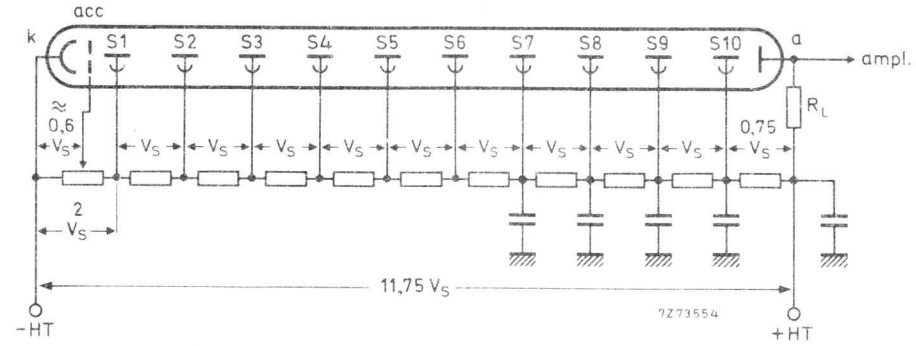 acc
k S1 S2 S3 S4 S5 S6 S7 S8 S9 S10 a
ampl.
≈
0,6
V_S V_S V_S V_S V_S V_S V_S V_S V_S V_S 0,75 V_S
R_L
2
V_S
11,75 V_S
7Z73554
-HT +HT